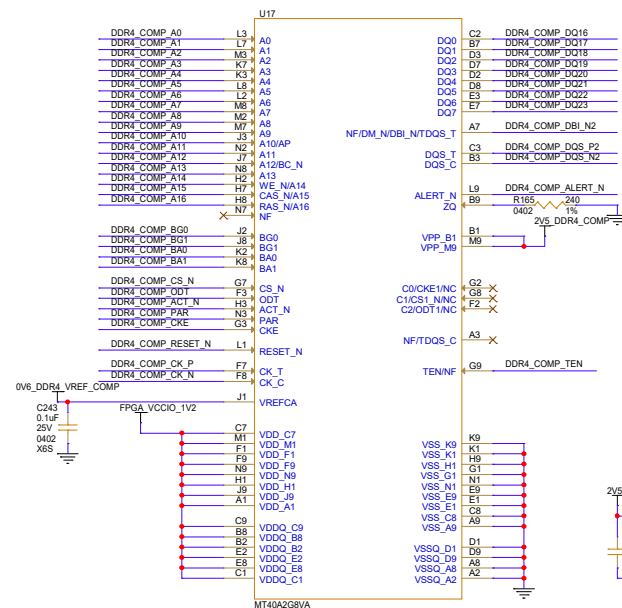 U17
DDR4_COMP_A0 L3 A0
DDR4_COMP_A1 L7 A1
DDR4_COMP_A2 M3 A2
DDR4_COMP_A3 K7 A3
DDR4_COMP_A4 K3 A4
DDR4_COMP_A5 L8 A5
DDR4_COMP_A6 L2 A6
DDR4_COMP_A7 M8 A7
DDR4_COMP_A8 M2 A8
DDR4_COMP_A9 M7 A9
DDR4_COMP_A10 J3 A10/AP
DDR4_COMP_A11 N2 A11
DDR4_COMP_A12 J7 A12/BC_N
DDR4_COMP_A13 N8 A13
DDR4_COMP_A14 H2 WE_N/A14
DDR4_COMP_A15 H7 CAS_N/A15
DDR4_COMP_A16 H8 RAS_N/A16
N7 NF
DDR4_COMP_BG0 J2 BG0
DDR4_COMP_BG1 J8 BG1
DDR4_COMP_BA0 K2 BA0
DDR4_COMP_BA1 K8 BA1
DDR4_COMP_CS_N G7 CS_N
DDR4_COMP_ODT F3 ODT
DDR4_COMP_ACT_N H3 ACT_N
DDR4_COMP_PAR N3 PAR
DDR4_COMP_CKE G3 CKE
DDR4_COMP_RESET_N L1 RESET_N
DDR4_COMP_CK_P F7 CK_T
DDR4_COMP_CK_N F8 CK_C
0V6_DDR4_VREF_COMP J1 VREFCA
C243
0.1uF
25V
0402
X6S
FPGA_VCCIO_1V2
C7 VDD_C7
M1 VDD_M1
F1 VDD_F1
F9 VDD_F9
N9 VDD_N9
H1 VDD_H1
J9 VDD_J9
A1 VDD_A1
C9 VDDQ_C9
B8 VDDQ_B8
B2 VDDQ_B2
E2 VDDQ_E2
E8 VDDQ_E8
C1 VDDQ_C1
DQ0 C2 DDR4_COMP_DQ16
DQ1 B7 DDR4_COMP_DQ17
DQ2 D3 DDR4_COMP_DQ18
DQ3 D7 DDR4_COMP_DQ19
DQ4 D2 DDR4_COMP_DQ20
DQ5 D8 DDR4_COMP_DQ21
DQ6 E3 DDR4_COMP_DQ22
DQ7 E7 DDR4_COMP_DQ23
NF/DM_N/DBI_N/TDQS_T A7 DDR4_COMP_DBI_N2
DQS_T C3 DDR4_COMP_DQS_P2
DQS_C B3 DDR4_COMP_DQS_N2
ALERT_N L9 DDR4_COMP_ALERT_N
ZQ B9 R165 240
0402 1%
2V5_DDR4_COMP
VPP_B1 B1
VPP_M9 M9
C0/CKE1/NC G2
C1/CS1_N/NC G8
C2/ODT1/NC F2
NF/TDQS_C A3
TEN/NF G9 DDR4_COMP_TEN
VSS_K9 K9
VSS_K1 K1
VSS_H9 H9
VSS_G1 G1
VSS_N1 N1
VSS_E9 E9
VSS_E1 E1
VSS_C8 C8
VSS_A9 A9
VSSQ_D1 D1
VSSQ_D9 D9
VSSQ_A8 A8
VSSQ_A2 A2
2V5
MT40A2G8VA